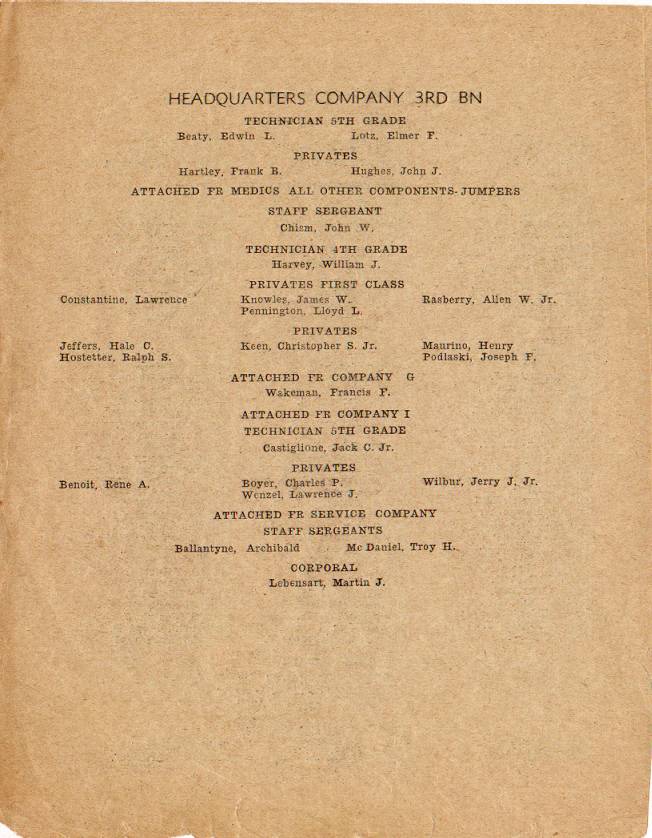 HEADQUARTERS COMPANY 3RD BN
TECHNICIAN 5TH GRADE
Beaty, Edwin L. Lotz, Elmer F.
PRIVATES
Hartley, Frank R. Hughes, John J.
ATTACHED FR MEDICS ALL OTHER COMPONENTS-JUMPERS
STAFF SERGEANT
Chism, John W.
TECHNICIAN 4TH GRADE
Harvey, William J.
PRIVATES FIRST CLASS
Constantine, Lawrence Knowles, James W. Rasberry, Allen W. Jr.
Pennington, Lloyd L.
PRIVATES
Jeffers, Hale C. Keen, Christopher S. Jr. Maurino, Henry
Hostetter, Ralph S. Podlaski, Joseph F.
ATTACHED FR COMPANY G
Wakeman, Francis F.
ATTACHED FR COMPANY I
TECHNICIAN 5TH GRADE
Castiglione, Jack C. Jr.
PRIVATES
Benoit, Rene A. Boyer, Charles P. Wilbur, Jerry J. Jr.
Wenzel, Lawrence J.
ATTACHED FR SERVICE COMPANY
STAFF SERGEANTS
Ballantyne, Archibald Mc Daniel, Troy H.
CORPORAL
Lebensart, Martin J.